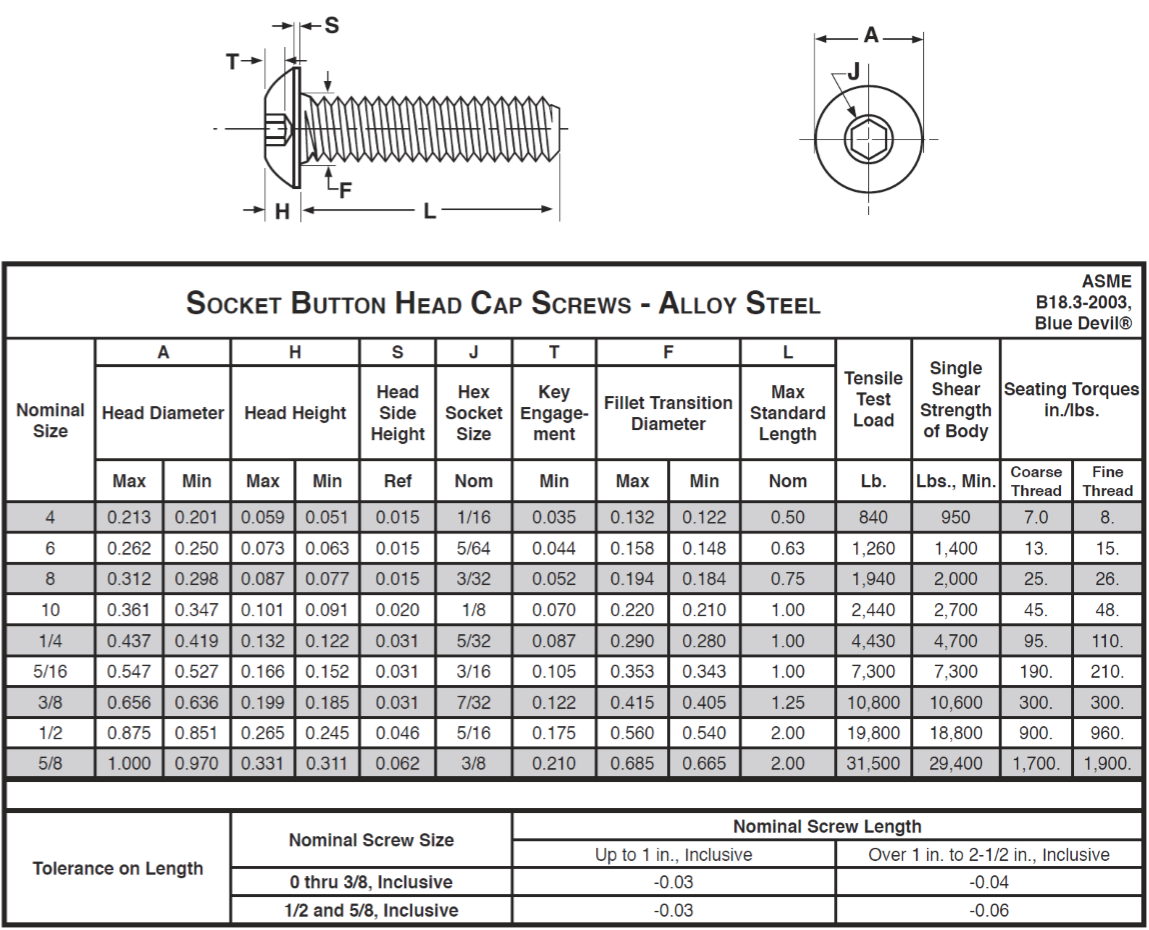 S
T
F
H
L
A
J
SOCKET BUTTON HEAD CAP SCREWS - ALLOY STEEL
ASME
B18.3-2003,
Blue Devil®
Nominal
Size
A H S J T F L
Head Diameter
Head Height
Head
Side
Height
Hex
Socket
Size
Key
Engage-
ment
Fillet Transition
Diameter
Max
Standard
Length
Tensile
Test
Load
Single
Shear
Strength
of Body
Seating Torques
in./lbs.
Max Min Max Min Ref Nom Min Max Min Nom Lb. Lbs., Min.
Coarse
Thread
Fine
Thread
4 0.213 0.201 0.059 0.051 0.015 1/16 0.035 0.132 0.122 0.50 840 950 7.0 8.
6 0.262 0.250 0.073 0.063 0.015 5/64 0.044 0.158 0.148 0.63 1,260 1,400 13. 15.
8 0.312 0.298 0.087 0.077 0.015 3/32 0.052 0.194 0.184 0.75 1,940 2,000 25. 26.
10 0.361 0.347 0.101 0.091 0.020 1/8 0.070 0.220 0.210 1.00 2,440 2,700 45. 48.
1/4 0.437 0.419 0.132 0.122 0.031 5/32 0.087 0.290 0.280 1.00 4,430 4,700 95. 110.
5/16 0.547 0.527 0.166 0.152 0.031 3/16 0.105 0.353 0.343 1.00 7,300 7,300 190. 210.
3/8 0.656 0.636 0.199 0.185 0.031 7/32 0.122 0.415 0.405 1.25 10,800 10,600 300. 300.
1/2 0.875 0.851 0.265 0.245 0.046 5/16 0.175 0.560 0.540 2.00 19,800 18,800 900. 960.
5/8 1.000 0.970 0.331 0.311 0.062 3/8 0.210 0.685 0.665 2.00 31,500 29,400 1,700. 1,900.
Tolerance on Length
Nominal Screw Size
Nominal Screw Length
Up to 1 in., Inclusive Over 1 in. to 2-1/2 in., Inclusive
0 thru 3/8, Inclusive -0.03 -0.04
1/2 and 5/8, Inclusive -0.03 -0.06